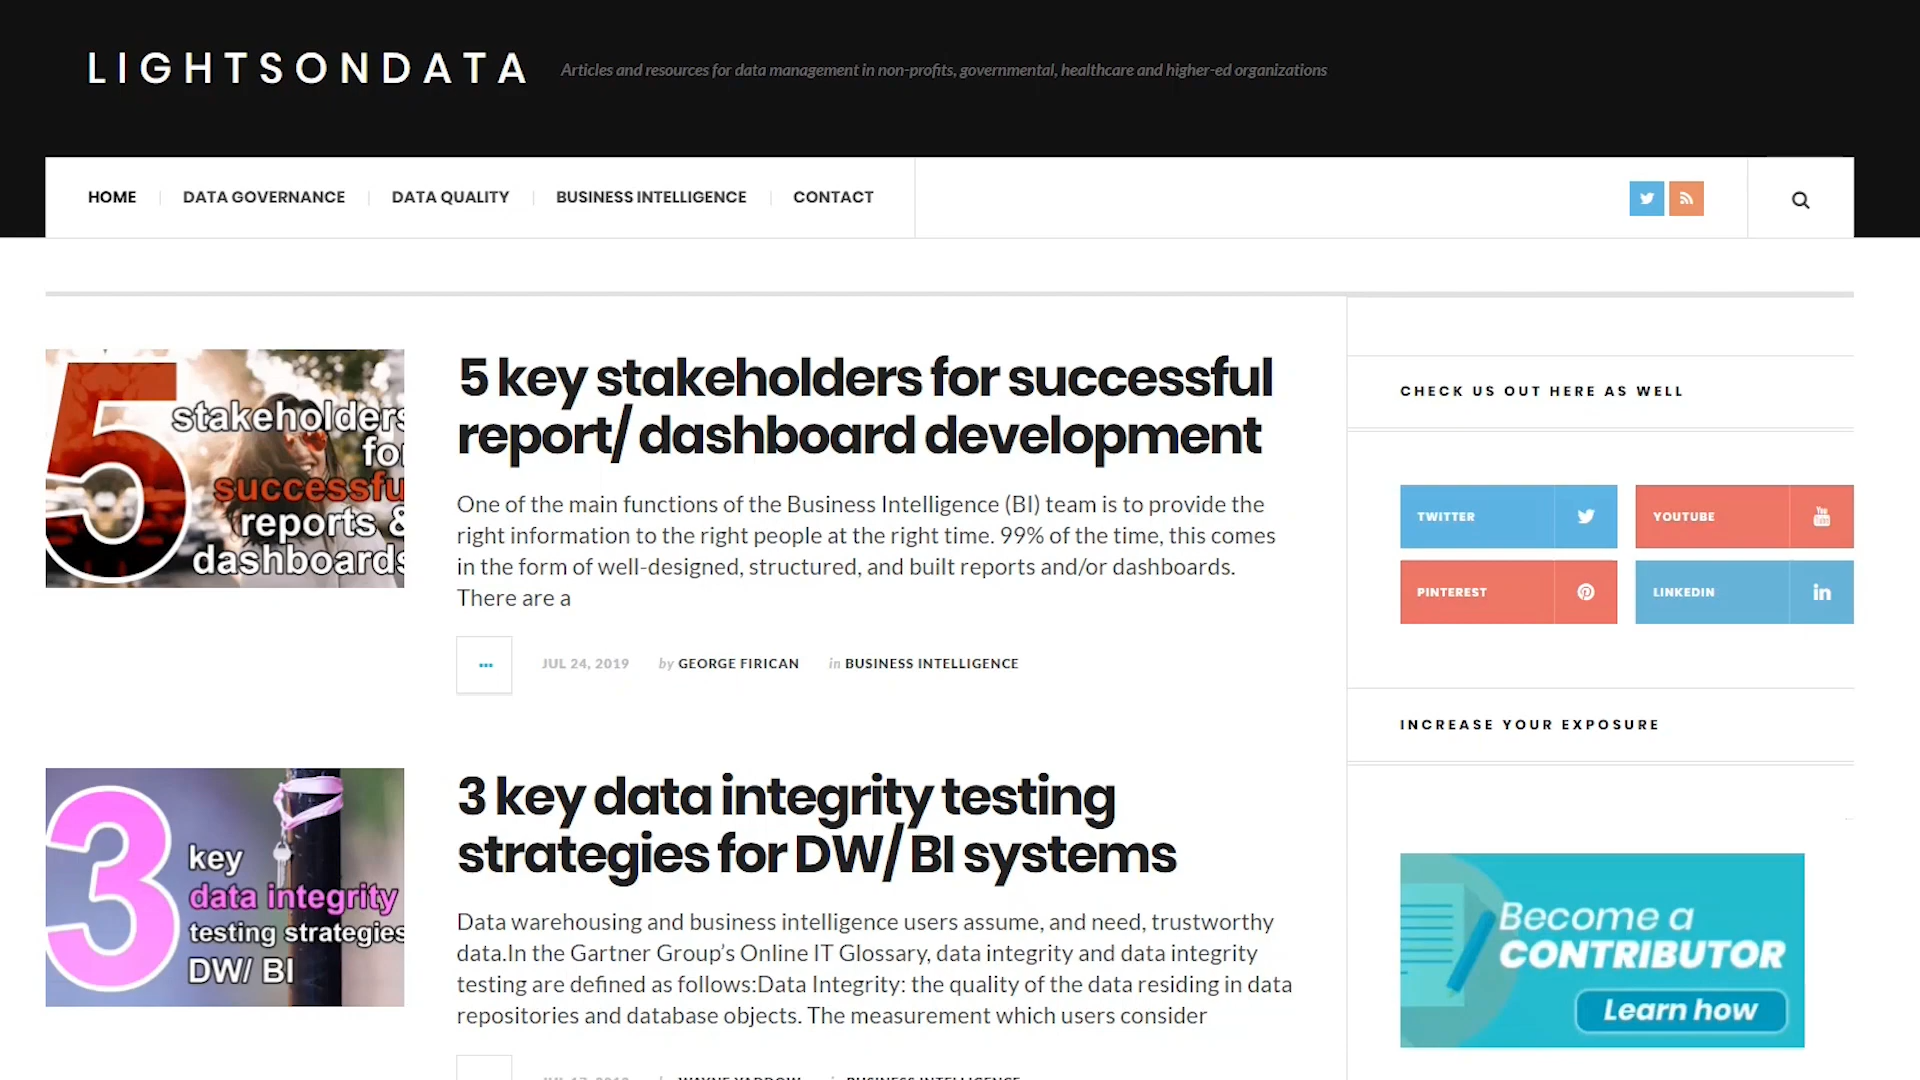 LIGHTSONDATA
Articles and resources for data management in non-profits, governmental, healthcare and higher-ed organizations
HOME
DATA GOVERNANCE
DATA QUALITY
BUSINESS INTELLIGENCE
CONTACT
5
stakeholders
for
successfu
reports &
dashboards
5 key stakeholders for successful
report/ dashboard development
One of the main functions of the Business Intelligence (BI) team is to provide the
right information to the right people at the right time. 99% of the time, this comes
in the form of well-designed, structured, and built reports and/or dashboards.
There are a
...
JUL 24, 2019 by GEORGE FIRICAN in BUSINESS INTELLIGENCE
3
key
data integrity
testing strategies
DW/ BI
3 key data integrity testing
strategies for DW/ BI systems
Data warehousing and business intelligence users assume, and need, trustworthy
data.In the Gartner Group’s Online IT Glossary, data integrity and data integrity
testing are defined as follows:Data Integrity: the quality of the data residing in data
repositories and database objects. The measurement which users consider
CHECK US OUT HERE AS WELL
TWITTER
YOUTUBE
PINTEREST
LINKEDIN
INCREASE YOUR EXPOSURE
Become a
CONTRIBUTOR
Learn how